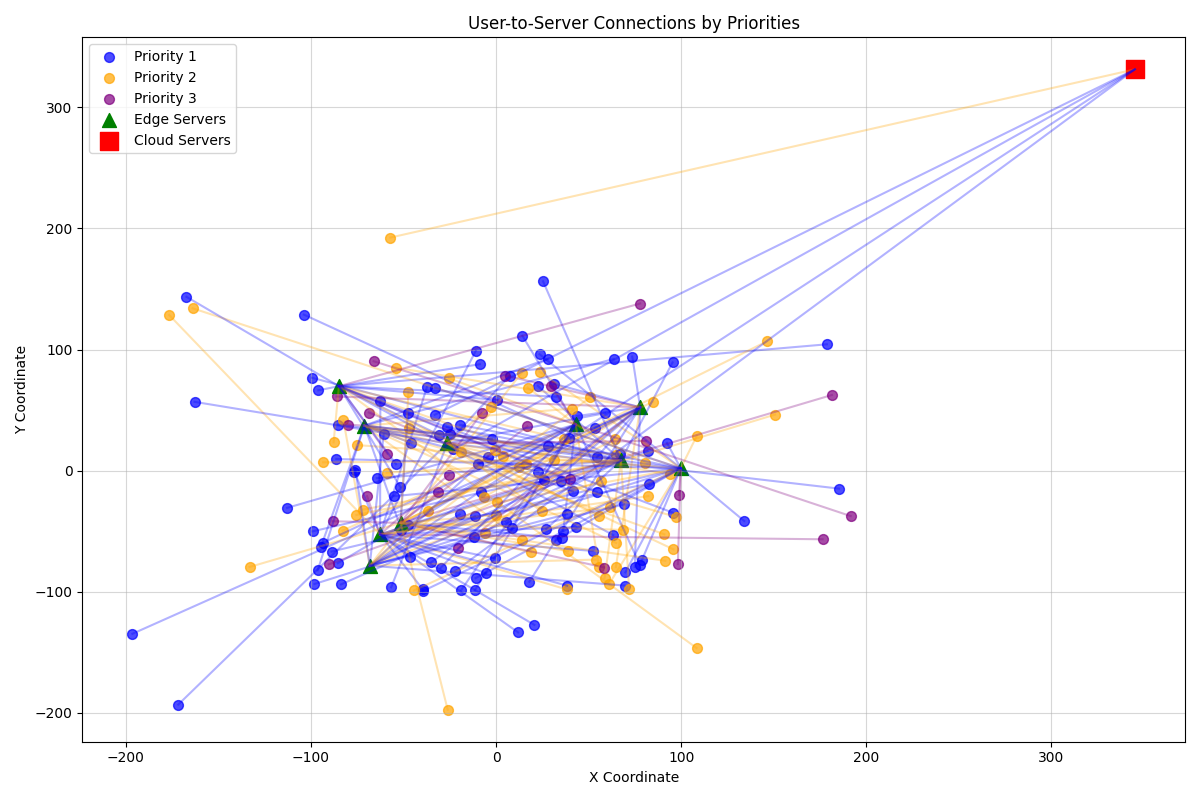 User-to-Server Connections by Priorities
Priority 1
Priority 2
Priority 3
Edge Servers
Cloud Servers
Y Coordinate
300
200
100
0
−100
−200
−200
−100
0
100
200
300
X Coordinate